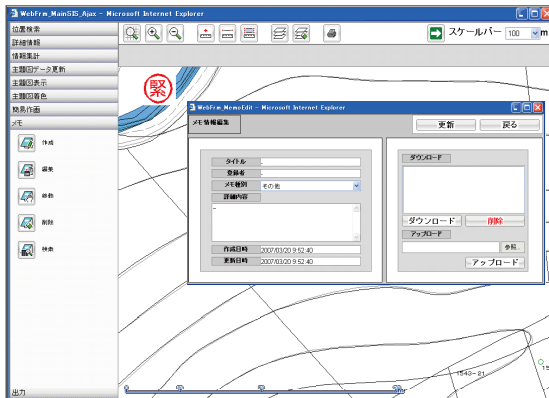 WebFrm_MainSIS_Ajax - Microsoft Internet Explorer
位置検索
詳細情報
情報集計
主題図データ更新
主題図表示
主題図着色
簡易作画
メモ
作成
編集
移動
削除
検索
出力
スケールバー 100 m
緊
WebFrm_MemoEdit - Microsoft Internet Explorer
メモ情報編集
更新
戻る
タイトル -
登録者 -
メモ種別 その他
詳細内容
-
作成日時 2007/03/20 9:52:40
更新日時 2007/03/20 9:52:40
ダウンロード
ダウンロード
削除
アップロード
参照...
アップロード
1543-21
15